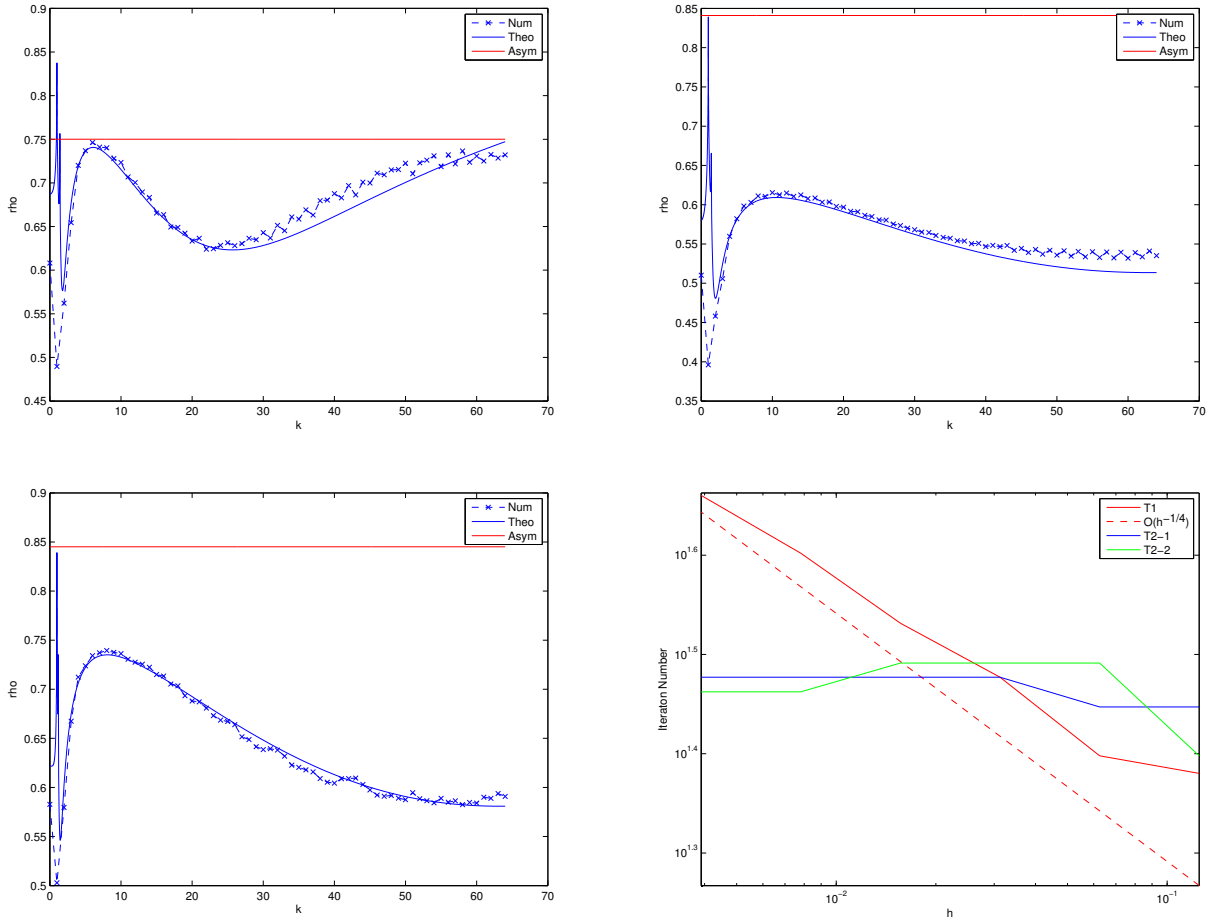 0.9
0.85
0.8
0.75
0.7
0.65
0.6
0.55
0.5
0.45
rho
0 10 20 30 40 50 60 70
k
Num
Theo
Asym
0.85
0.8
0.75
0.7
0.65
0.6
0.55
0.5
0.45
0.4
0.35
rho
0 10 20 30 40 50 60 70
k
Num
Theo
Asym
0.9
0.85
0.8
0.75
0.7
0.65
0.6
0.55
0.5
rho
0 10 20 30 40 50 60 70
k
Num
Theo
Asym
10^1.6
10^1.5
10^1.4
10^1.3
Iteraton Number
10^−2 10^−1
h
T1
O(h^−1/4)
T2−1
T2−2